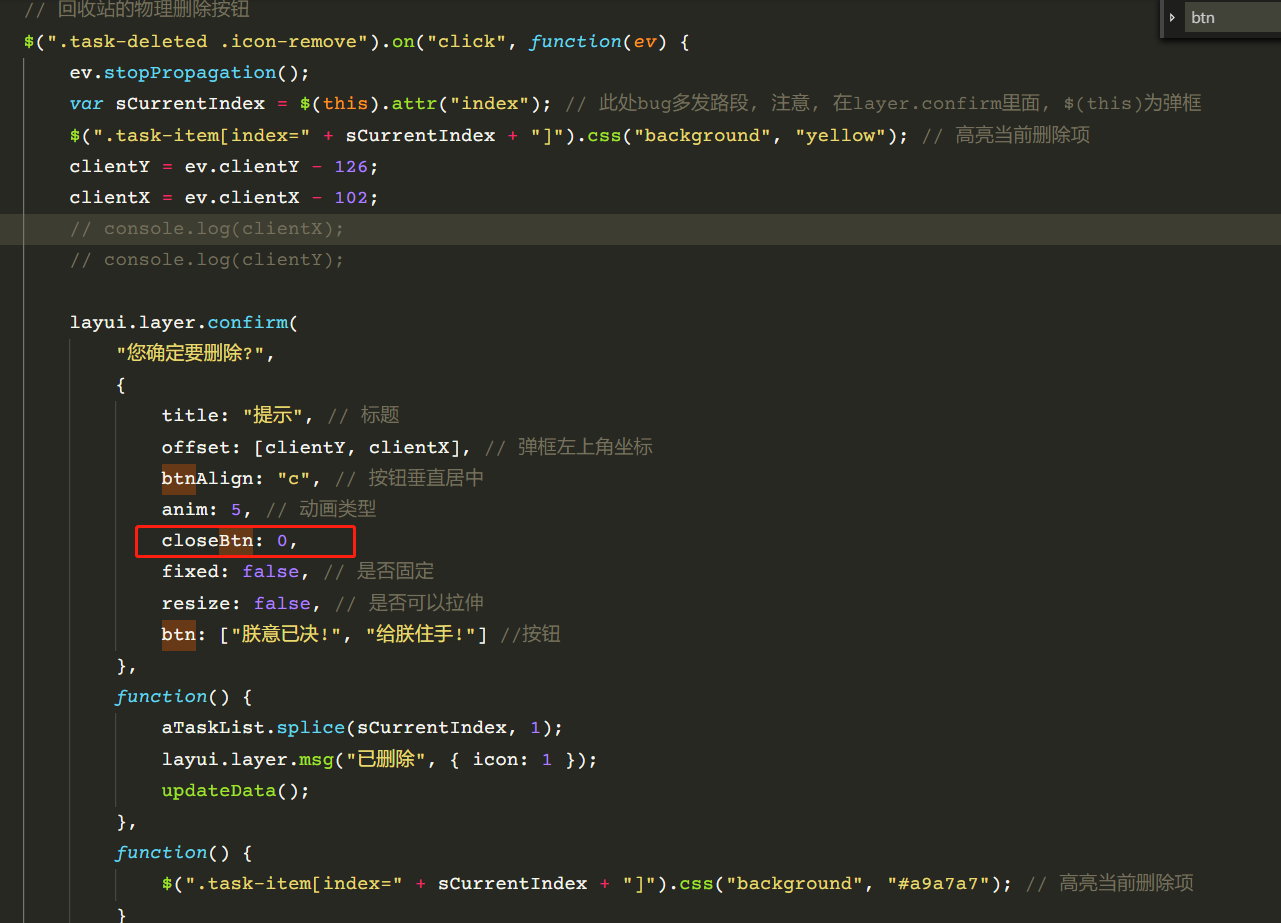 // 回收站的物理删除按钮
btn
$(".task-deleted .icon-remove").on("click", function(ev) {
ev.stopPropagation();
var sCurrentIndex = $(this).attr("index"); // 此处bug多发路段, 注意, 在layer.confirm里面, $(this)为弹框
$(".task-item[index=" + sCurrentIndex + "]").css("background", "yellow"); // 高亮当前删除项
clientY = ev.clientY - 126;
clientX = ev.clientX - 102;
// console.log(clientX);
// console.log(clientY);
layui.layer.confirm(
"您确定要删除?",
{
title: "提示", // 标题
offset: [clientY, clientX], // 弹框左上角坐标
btnAlign: "c", // 按钮垂直居中
anim: 5, // 动画类型
closeBtn: 0,
fixed: false, // 是否固定
resize: false, // 是否可以拉伸
btn: ["朕意已决!", "给朕住手!"] //按钮
},
function() {
aTaskList.splice(sCurrentIndex, 1);
layui.layer.msg("已删除", { icon: 1 });
updateData();
},
function() {
$(".task-item[index=" + sCurrentIndex + "]").css("background", "#a9a7a7"); // 高亮当前删除项
}